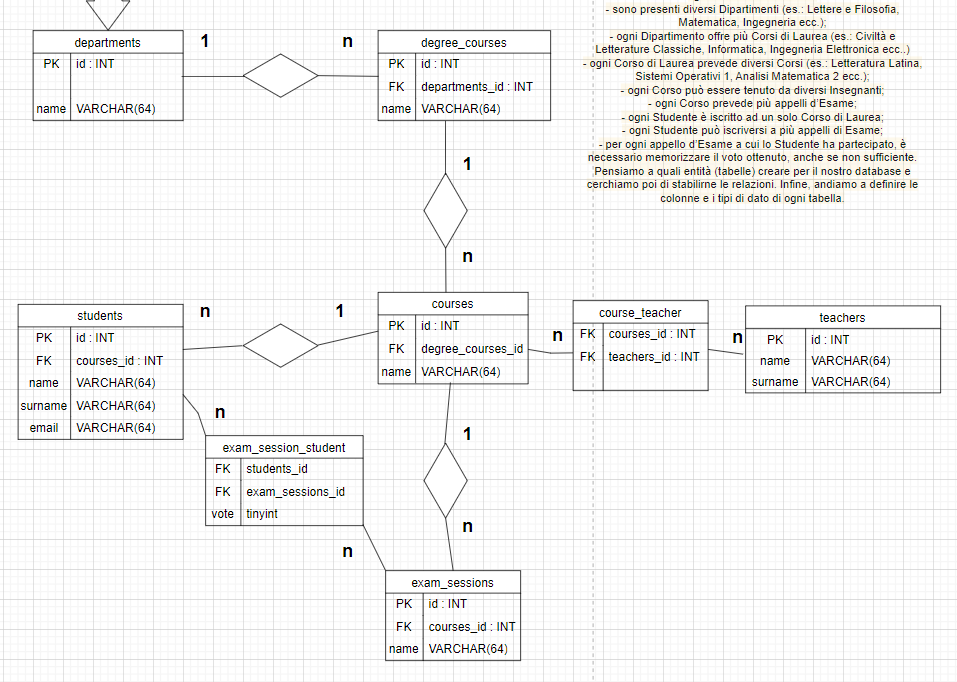 - sono presenti diversi Dipartimenti (es.: Lettere e Filosofia,
Matematica, Ingegneria ecc.);
- ogni Dipartimento offre più Corsi di Laurea (es.: Civiltà e
Letterature Classiche, Informatica, Ingegneria Elettronica ecc..)
- ogni Corso di Laurea prevede diversi Corsi (es.: Letteratura Latina,
Sistemi Operativi 1, Analisi Matematica 2 ecc.);
- ogni Corso può essere tenuto da diversi Insegnanti;
- ogni Corso prevede più appelli d'Esame;
- ogni Studente è iscritto ad un solo Corso di Laurea;
- ogni Studente può iscriversi a più appelli di Esame;
- per ogni appello d'Esame a cui lo Studente ha partecipato, è
necessario memorizzare il voto ottenuto, anche se non sufficiente.
Pensiamo a quali entità (tabelle) creare per il nostro database e
cerchiamo poi di stabilirne le relazioni. Infine, andiamo a definire le
colonne e i tipi di dato di ogni tabella.
departments
PK id : INT
name VARCHAR(64)
1
n
degree_courses
PK id : INT
FK departments_id : INT
name VARCHAR(64)
1
n
students
PK id : INT
FK courses_id : INT
name VARCHAR(64)
surname VARCHAR(64)
email VARCHAR(64)
n
1
courses
PK id : INT
FK degree_courses_id
name VARCHAR(64)
n
course_teacher
FK courses_id : INT
FK teachers_id : INT
n
teachers
PK id : INT
name VARCHAR(64)
surname VARCHAR(64)
n
exam_session_student
FK students_id
FK exam_sessions_id
vote tinyint
n
1
n
exam_sessions
PK id : INT
FK courses_id : INT
name VARCHAR(64)